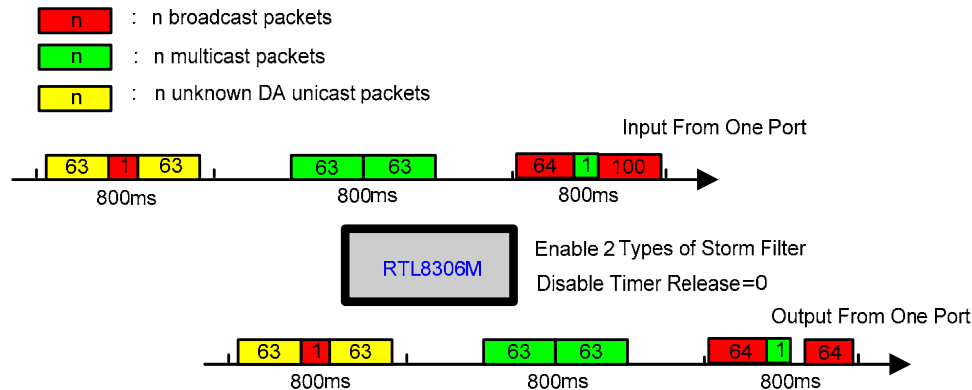 n : n broadcast packets
n : n multicast packets
n : n unknown DA unicast packets
Input From One Port
63 1 63 63 63 64 1 100
800ms 800ms 800ms
RTL8306M
Enable 2 Types of Storm Filter
Disable Timer Release=0
Output From One Port
63 1 63 63 63 64 1 64
800ms 800ms 800ms